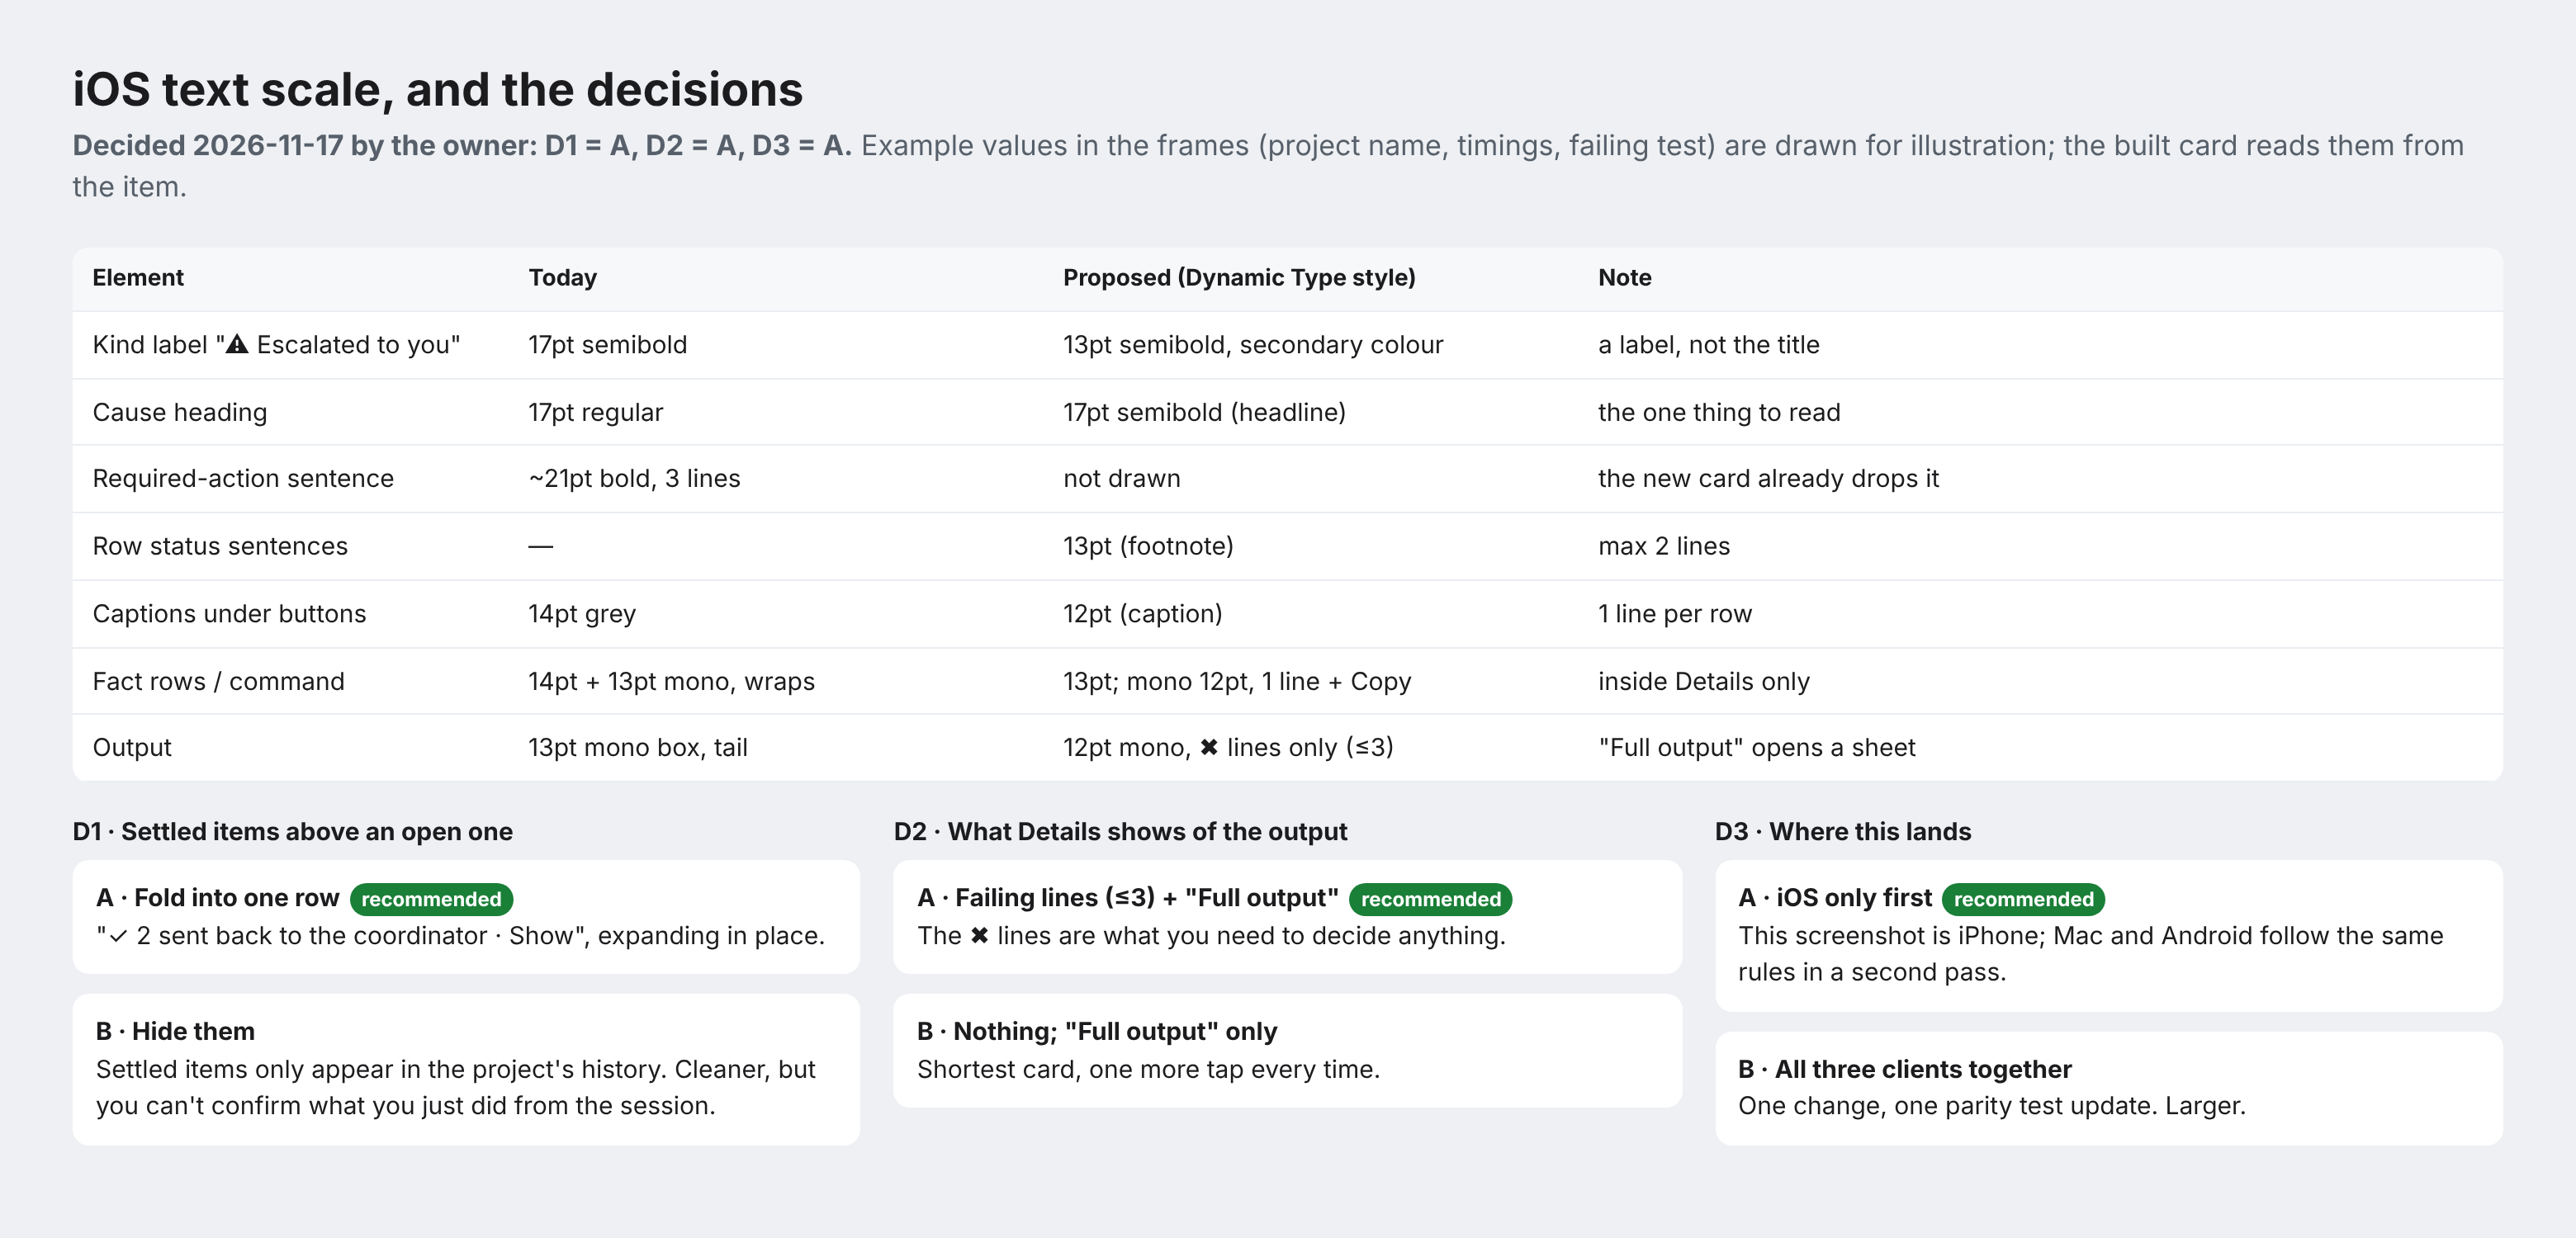 iOS text scale, and the decisions
Decided 2026-11-17 by the owner: D1 = A, D2 = A, D3 = A. Example values in the frames (project name, timings, failing test) are drawn for illustration; the built card reads them from
the item.
Element Today Proposed (Dynamic Type style) Note
Kind label "⚠ Escalated to you" 17pt semibold 13pt semibold, secondary colour a label, not the title
Cause heading 17pt regular 17pt semibold (headline) the one thing to read
Required-action sentence ~21pt bold, 3 lines not drawn the new card already drops it
Row status sentences — 13pt (footnote) max 2 lines
Captions under buttons 14pt grey 12pt (caption) 1 line per row
Fact rows / command 14pt + 13pt mono, wraps 13pt; mono 12pt, 1 line + Copy inside Details only
Output 13pt mono box, tail 12pt mono, ✖ lines only (≤3) "Full output" opens a sheet
D1 · Settled items above an open one
A · Fold into one row recommended
"✓ 2 sent back to the coordinator · Show", expanding in place.
B · Hide them
Settled items only appear in the project's history. Cleaner, but
you can't confirm what you just did from the session.
D2 · What Details shows of the output
A · Failing lines (≤3) + "Full output" recommended
The ✖ lines are what you need to decide anything.
B · Nothing; "Full output" only
Shortest card, one more tap every time.
D3 · Where this lands
A · iOS only first recommended
This screenshot is iPhone; Mac and Android follow the same
rules in a second pass.
B · All three clients together
One change, one parity test update. Larger.